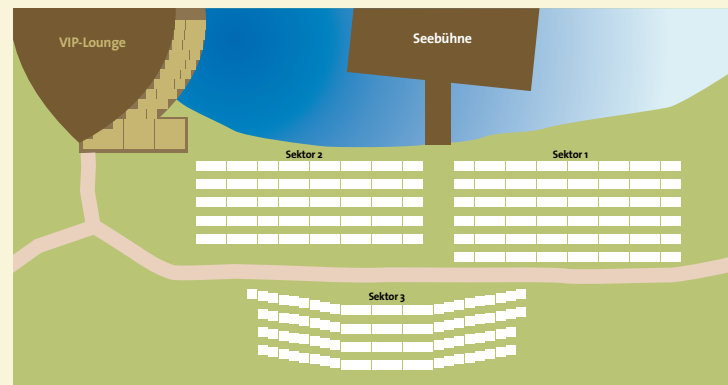 VIP-Lounge
Seebühne
Sektor 2
Sektor 1
Sektor 3